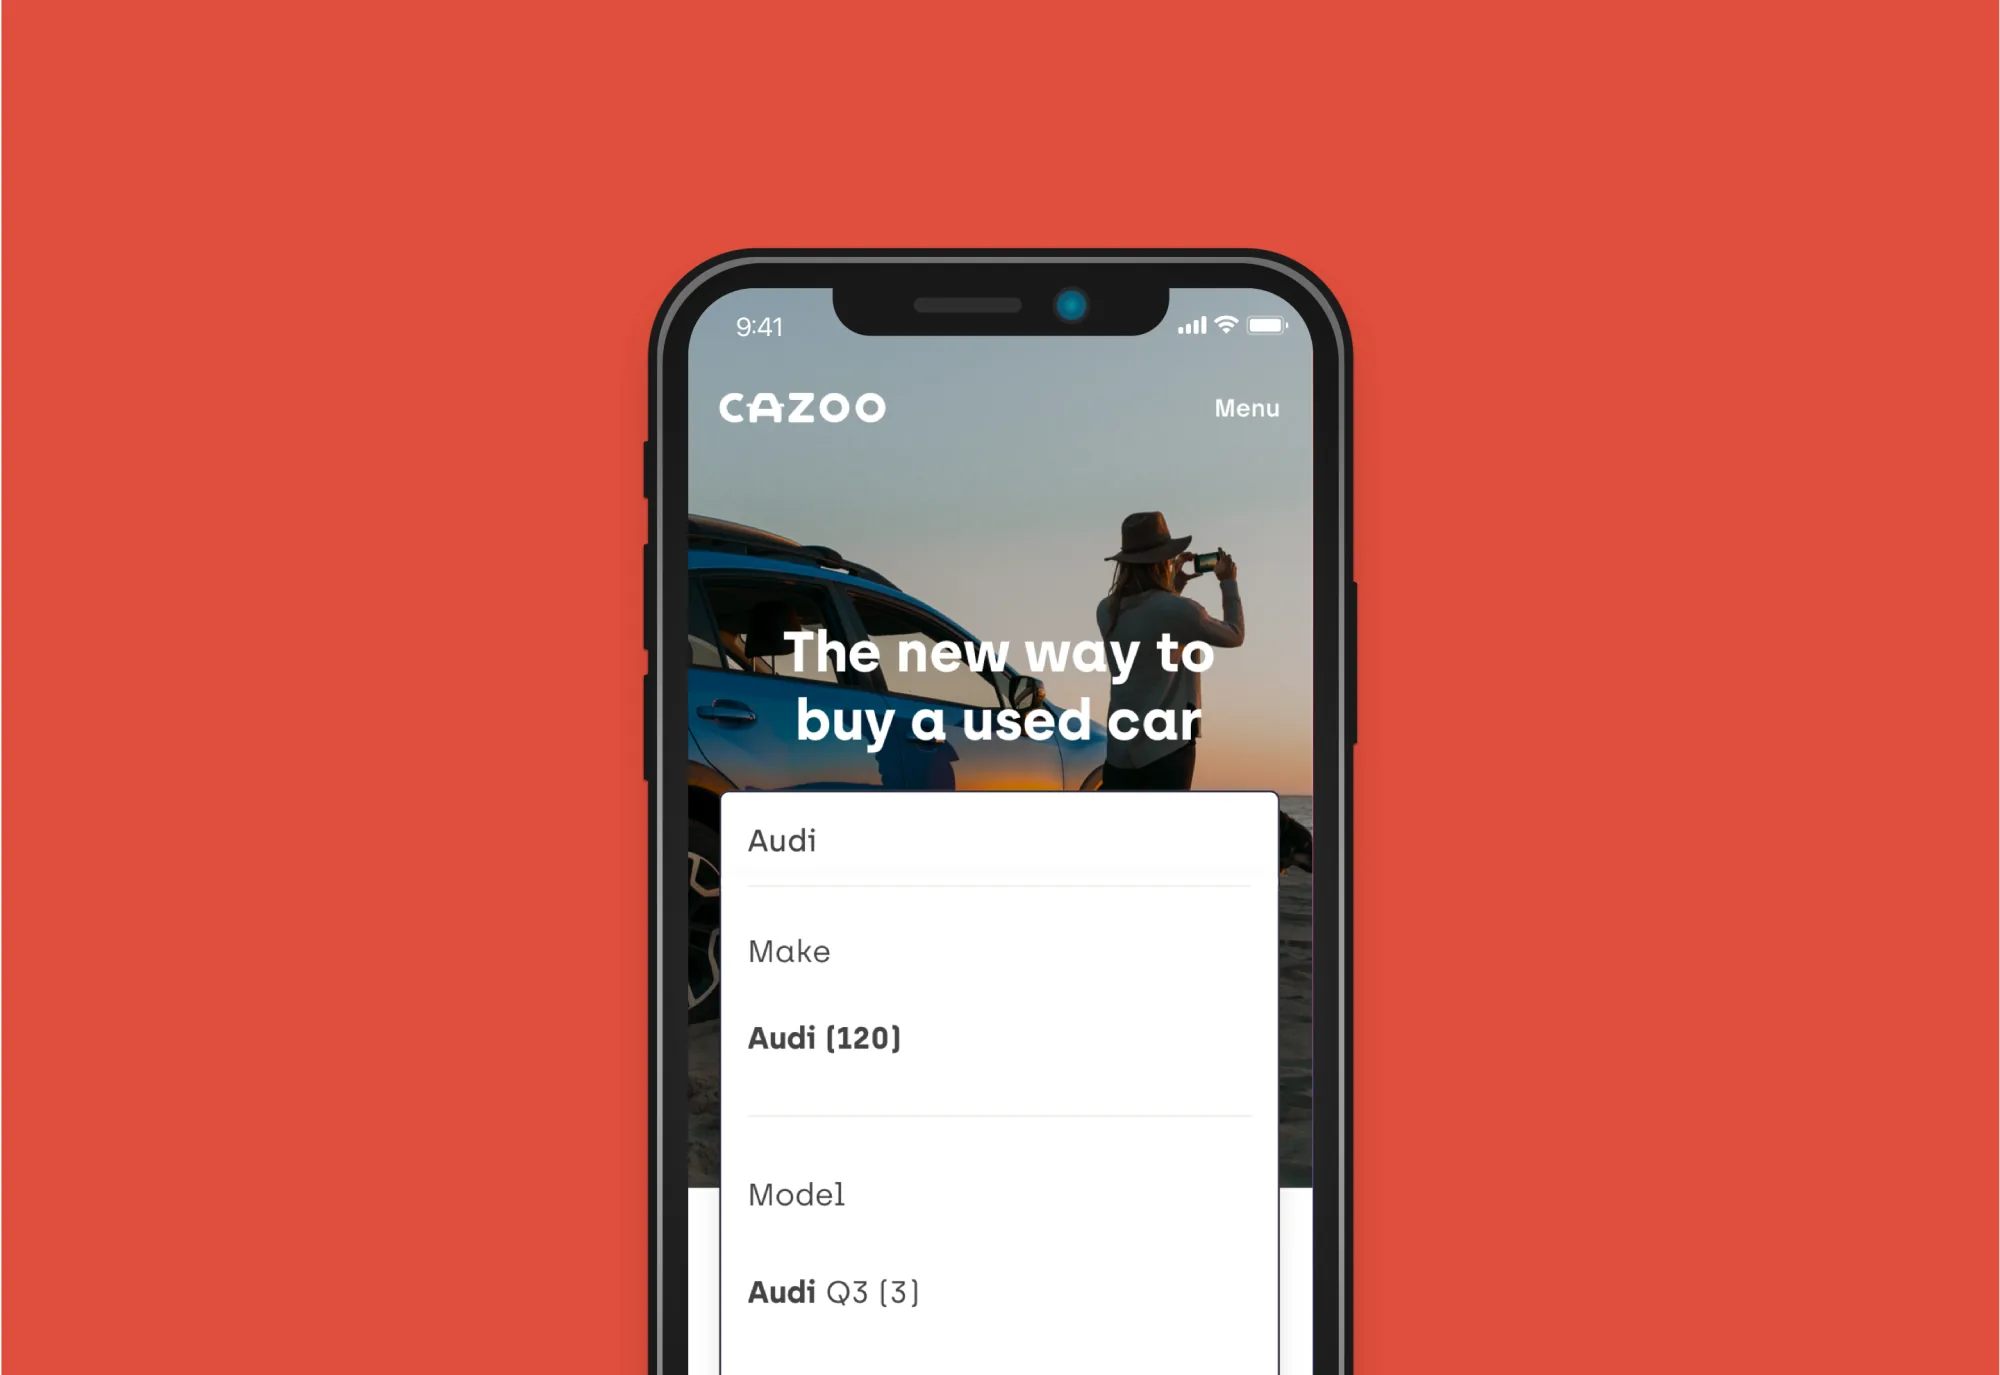 9:41
CAZOO
Menu
The new way to
buy a used car
Audi
Make
Audi (120)
Model
Audi Q3 (3)